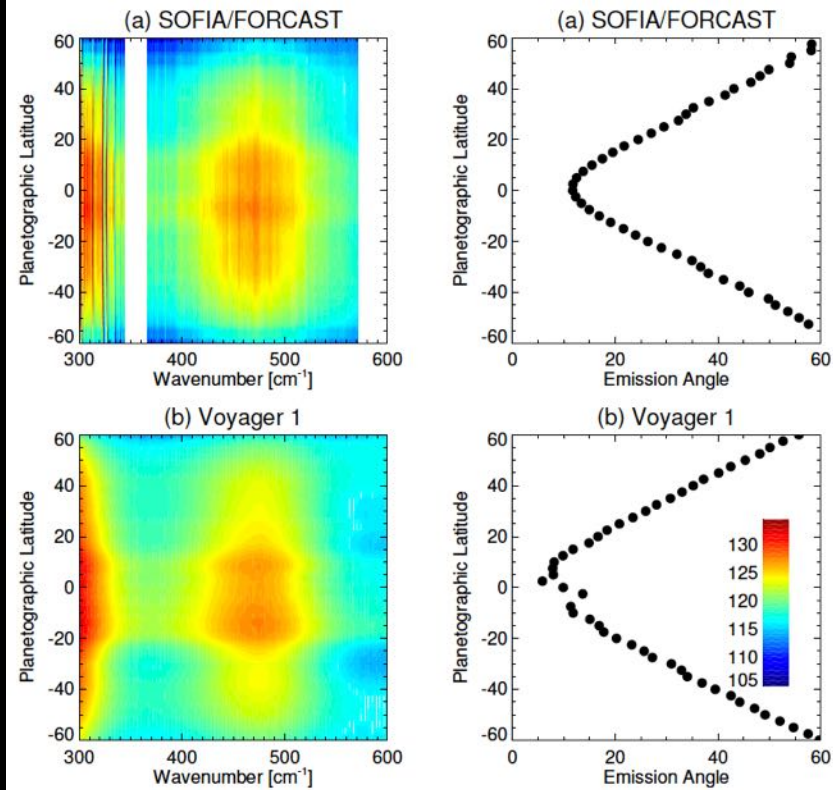 (a) SOFIA/FORCAST
60
40
20
0
-20
-40
-60
Planetographic Latitude
300 400 500 600
Wavenumber [cm⁻¹]
(a) SOFIA/FORCAST
60
40
20
0
-20
-40
-60
Planetographic Latitude
0 20 40 60
Emission Angle
(b) Voyager 1
60
40
20
0
-20
-40
-60
Planetographic Latitude
300 400 500 600
Wavenumber [cm⁻¹]
(b) Voyager 1
60
40
20
0
-20
-40
-60
Planetographic Latitude
130
125
120
115
110
105
0 20 40 60
Emission Angle